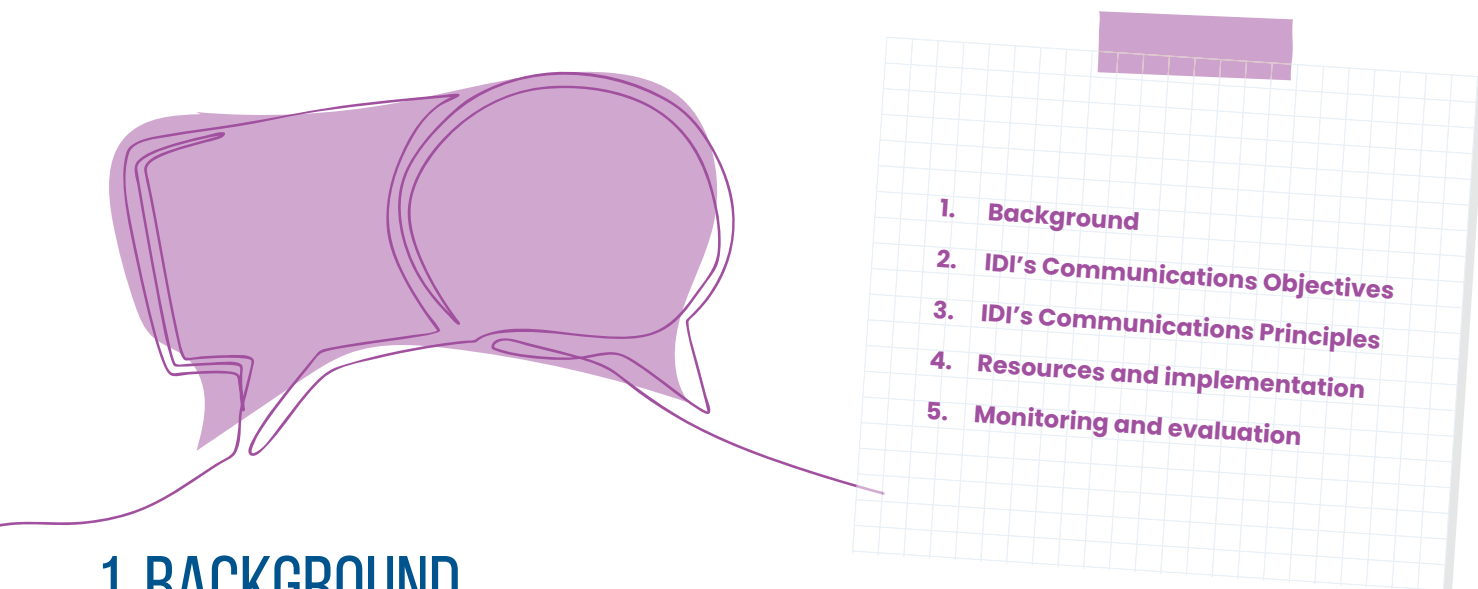 1. Background
2. IDI’s Communications Objectives
3. IDI’s Communications Principles
4. Resources and implementation
5. Monitoring and evaluation
1 BACKGROUND